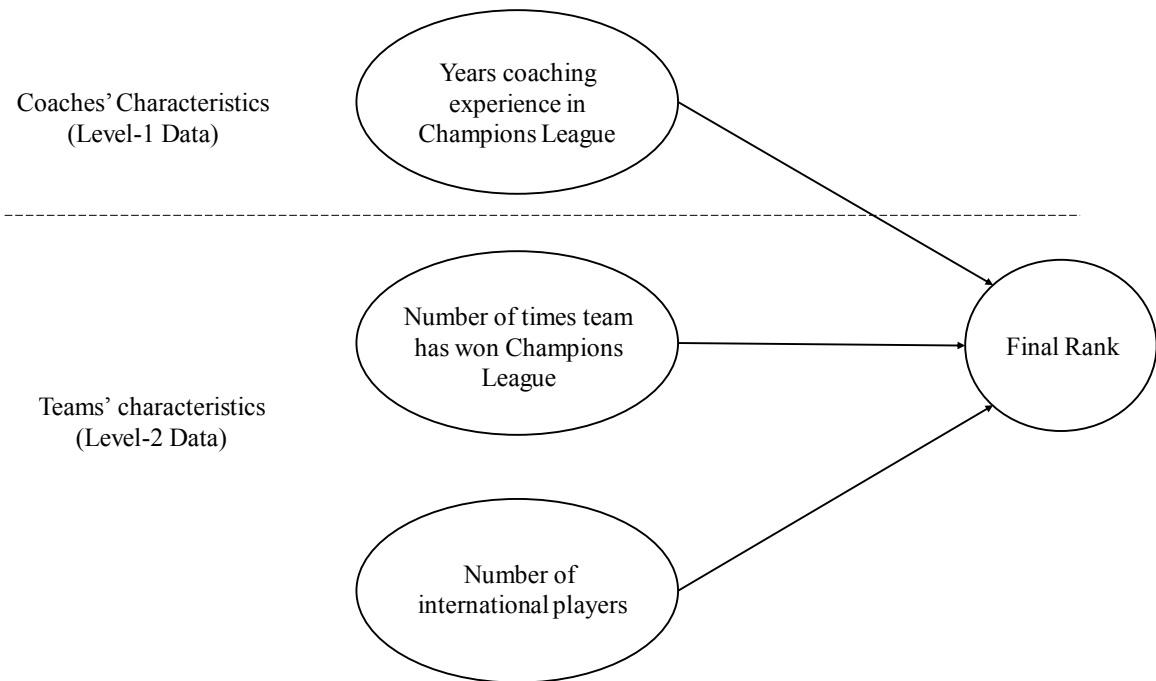 Coaches’ Characteristics
(Level-1 Data)
Years coaching
experience in
Champions League
Teams’ characteristics
(Level-2 Data)
Number of times team
has won Champions
League
Number of
international players
Final Rank